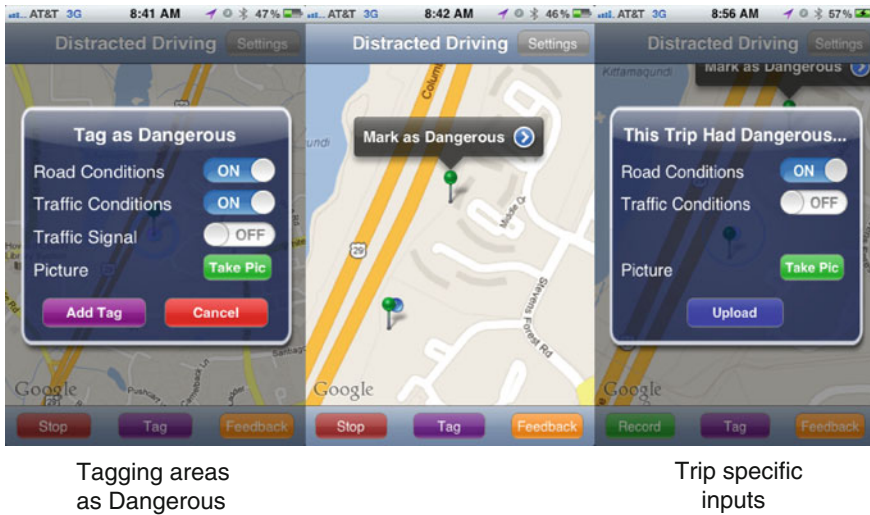 AT&T 3G 8:41 AM 47%
Distracted Driving Settings
Tag as Dangerous
Road Conditions ON
Traffic Conditions ON
Traffic Signal OFF
Picture Take Pic
Add Tag Cancel
Google
Stop Tag Feedback
AT&T 3G 8:42 AM 46%
Distracted Driving Settings
Mark as Dangerous
29
Middle
Stevens Forest Rd
Google
Stop Tag Feedback
AT&T 3G 8:56 AM 57%
Distracted Driving Settings
Kittamaqundi
Mark as Dangerous
This Trip Had Dangerous...
Road Conditions ON
Traffic Conditions OFF
Picture Take Pic
Upload
Google
Record Tag Feedback
Tagging areas
as Dangerous
Trip specific
inputs